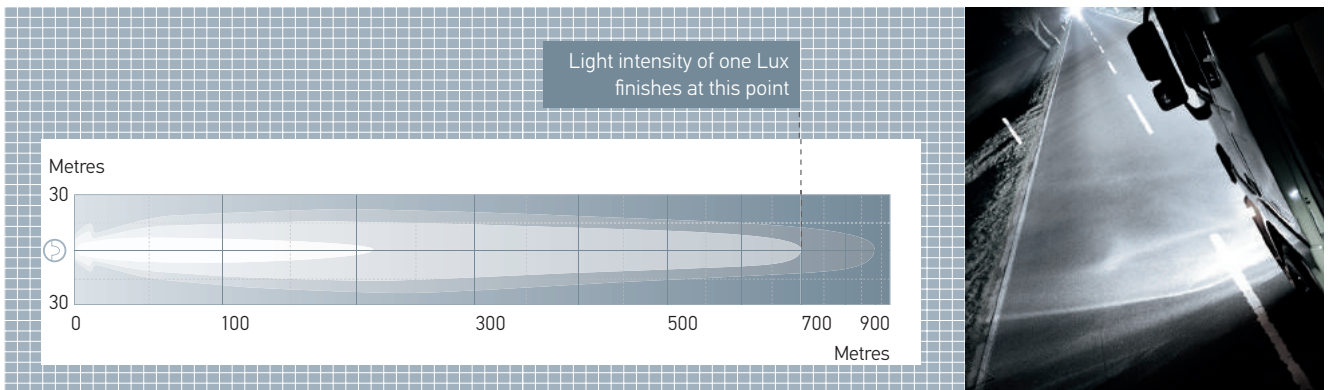 Light intensity of one Lux
finishes at this point
Metres
30
30
0 100 300 500 700 900
Metres